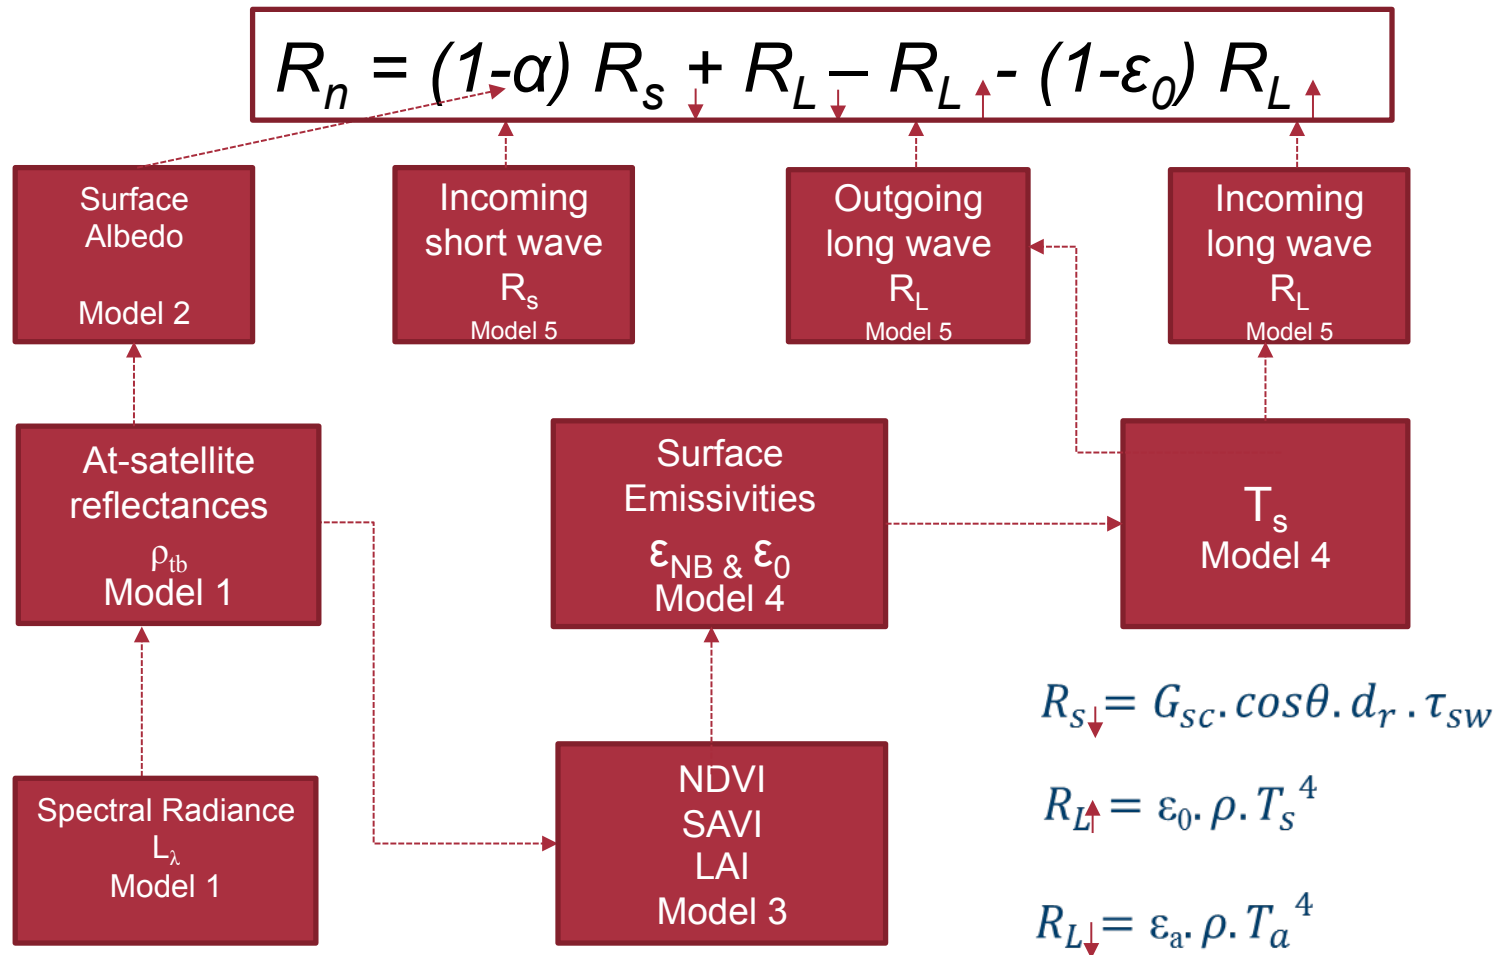 Rn = (1-α) Rs↓ + RL↓ – RL↑ - (1-ε0) RL↑
Surface
Albedo
Model 2
Incoming
short wave
Rs
Model 5
Outgoing
long wave
RL
Model 5
Incoming
long wave
RL
Model 5
At-satellite
reflectances
ρtb
Model 1
Surface
Emissivities
εNB & ε0
Model 4
Ts
Model 4
Spectral Radiance
Lλ
Model 1
NDVI
SAVI
LAI
Model 3
Rs↓ = Gsc. cosθ. dr . τsw
RL↑ = ε0. ρ. Ts⁴
RL↓ = εa. ρ. Ta⁴